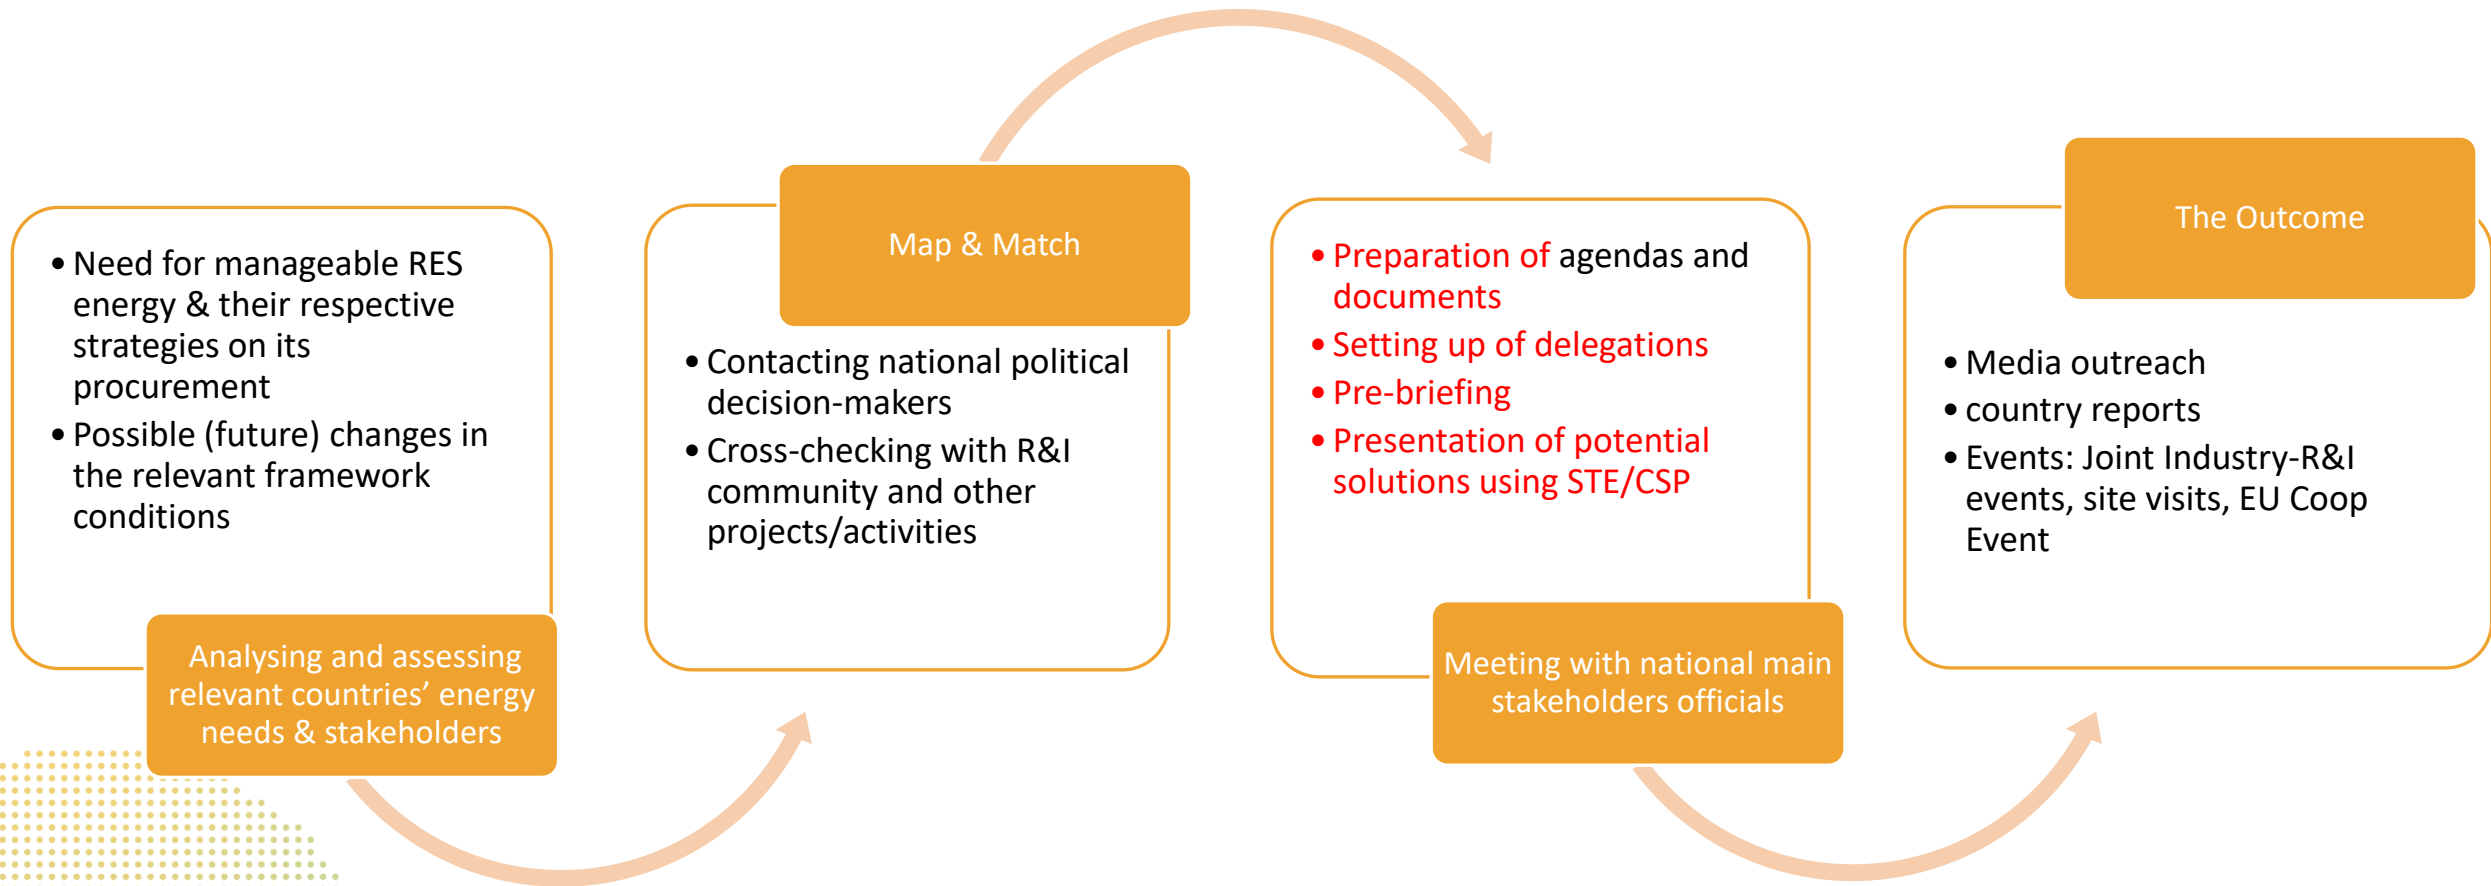 • Need for manageable RES
energy & their respective
strategies on its
procurement
• Possible (future) changes in
the relevant framework
conditions
Analysing and assessing
relevant countries’ energy
needs & stakeholders
Map & Match
• Contacting national political
decision-makers
• Cross-checking with R&I
community and other
projects/activities
• Preparation of agendas and
documents
• Setting up of delegations
• Pre-briefing
• Presentation of potential
solutions using STE/CSP
Meeting with national main
stakeholders officials
The Outcome
• Media outreach
• country reports
• Events: Joint Industry-R&I
events, site visits, EU Coop
Event